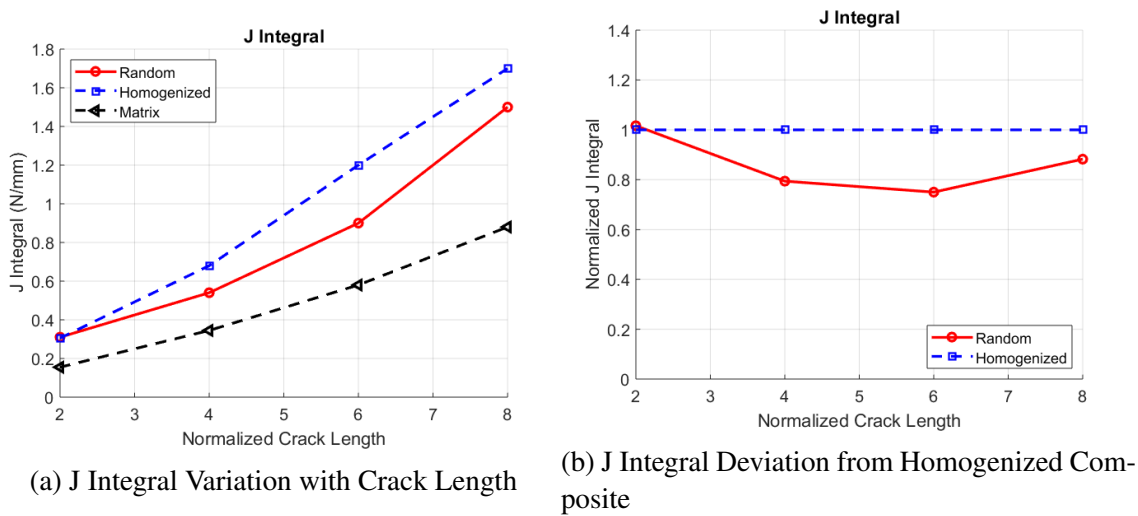 J Integral
1.8
1.6
1.4
1.2
1
0.8
0.6
0.4
0.2
0
J Integral (N/mm)
Random
Homogenized
Matrix
2 3 4 5 6 7 8
Normalized Crack Length
(a) J Integral Variation with Crack Length
J Integral
1.4
1.2
1
0.8
0.6
0.4
0.2
0
Normalized J Integral
Random
Homogenized
2 3 4 5 6 7 8
Normalized Crack Length
(b) J Integral Deviation from Homogenized Com-
posite